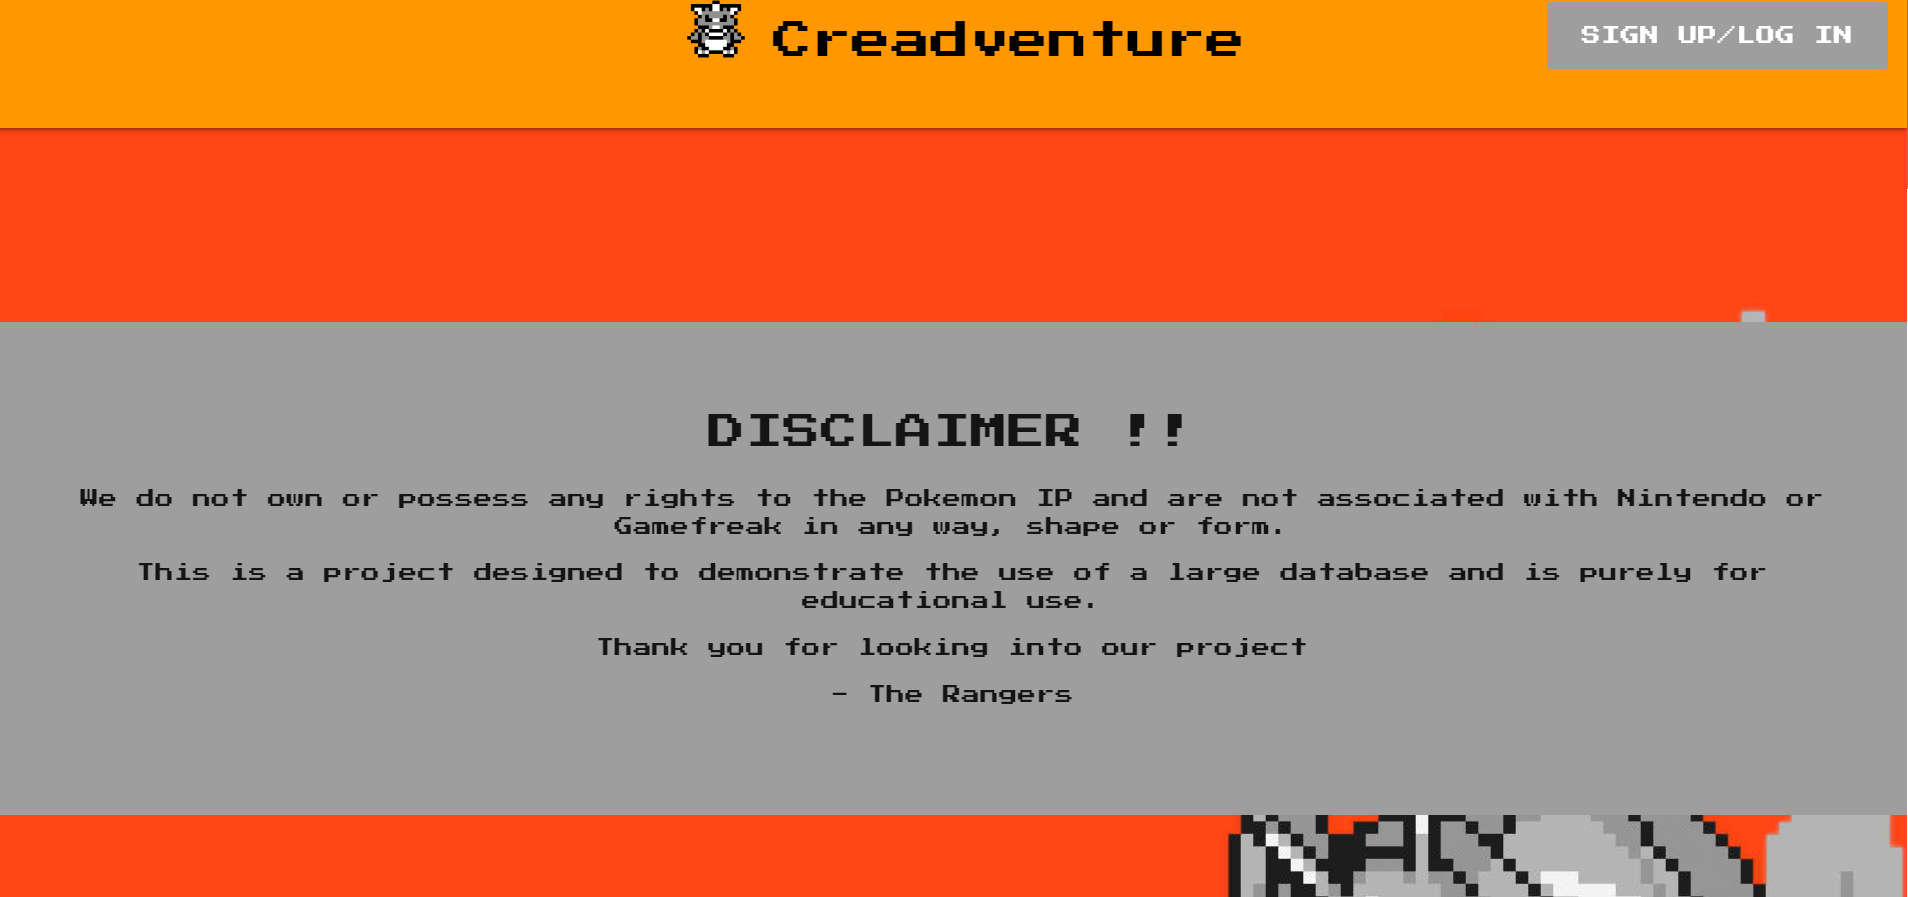 Creadventure
SIGN UP/LOG IN
DISCLAIMER !!
We do not own or possess any rights to the Pokemon IP and are not associated with Nintendo or
Gamefreak in any way, shape or form.
This is a project designed to demonstrate the use of a large database and is purely for
educational use.
Thank you for looking into our project
- The Rangers